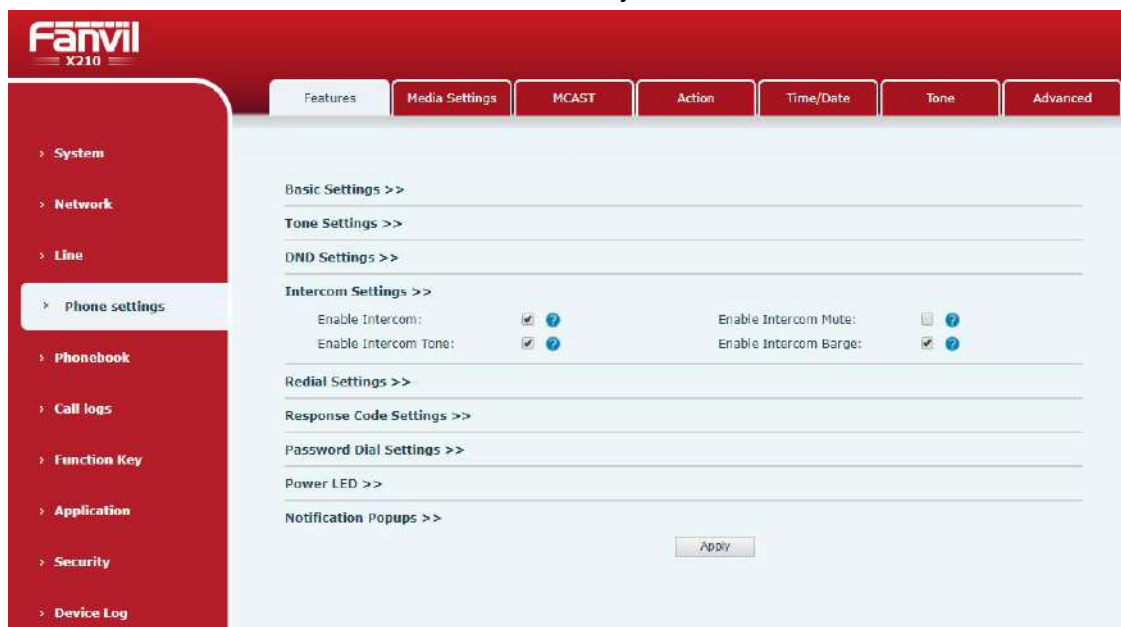 Fanvil
X210
Features Media Settings MCAST Action Time/Date Tone Advanced
› System
› Network
› Line
› Phone settings
› Phonebook
› Call logs
› Function Key
› Application
› Security
› Device Log
Basic Settings >>
Tone Settings >>
DND Settings >>
Intercom Settings >>
Enable Intercom: Enable Intercom Mute:
Enable Intercom Tone: Enable Intercom Barge:
Redial Settings >>
Response Code Settings >>
Password Dial Settings >>
Power LED >>
Notification Popups >>
Apply